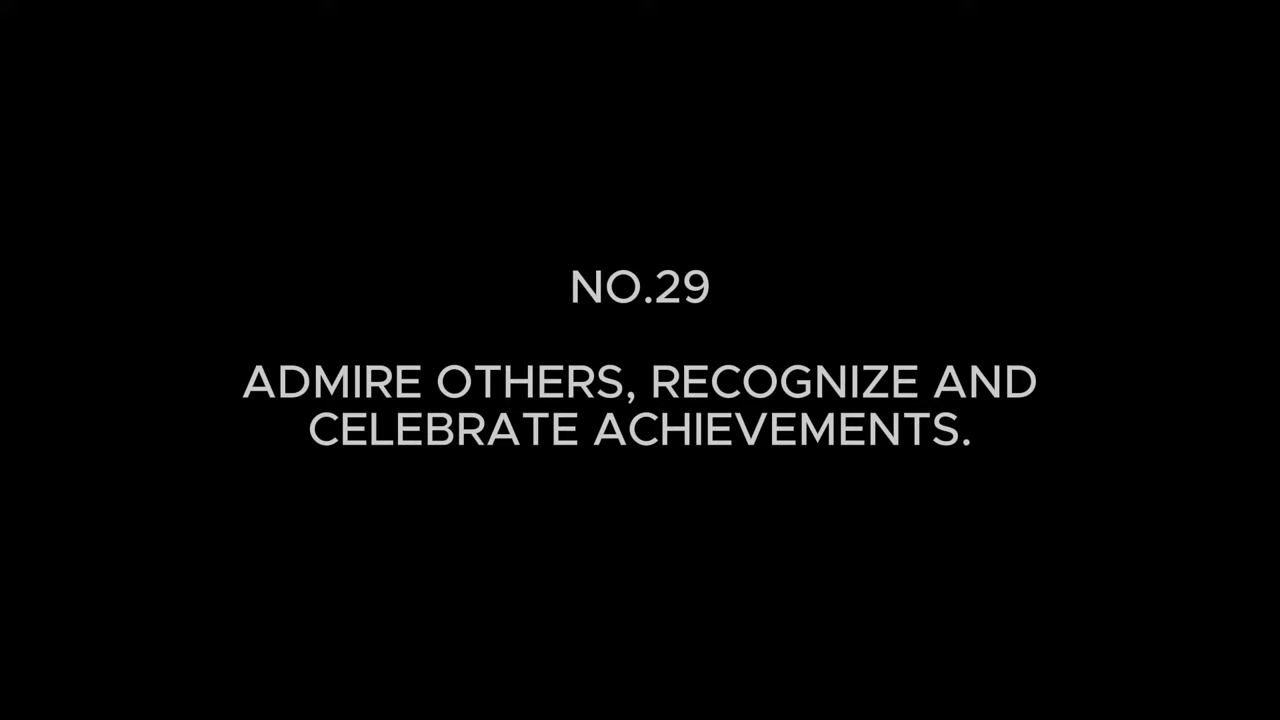 NO.29
ADMIRE OTHERS, RECOGNIZE AND
CELEBRATE ACHIEVEMENTS.